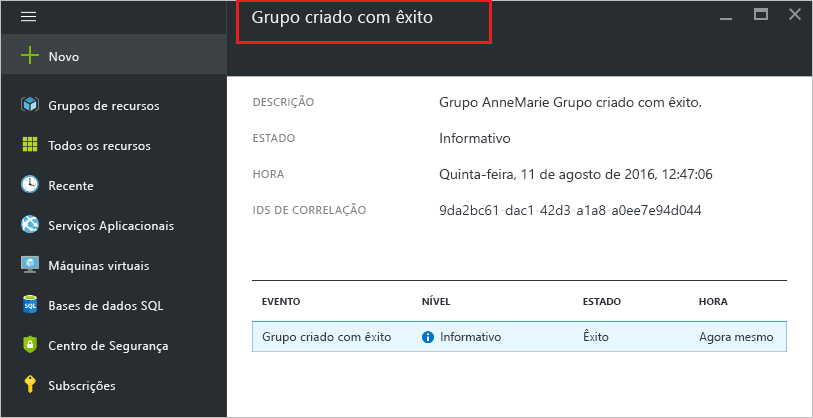 Grupo criado com êxito
Novo
Grupos de recursos
Todos os recursos
Recente
Serviços Aplicacionais
Máquinas virtuais
SQL
Bases de dados SQL
Centro de Segurança
Subscrições
DESCRIÇÃO Grupo AnneMarie Grupo criado com êxito.
ESTADO Informativo
HORA Quinta-feira, 11 de agosto de 2016, 12:47:06
IDS DE CORRELAÇÃO 9da2bc61-dac1-42d3-a1a8-a0ee7e94d044
EVENTO NÍVEL ESTADO HORA
Grupo criado com êxito Informativo Êxito Agora mesmo